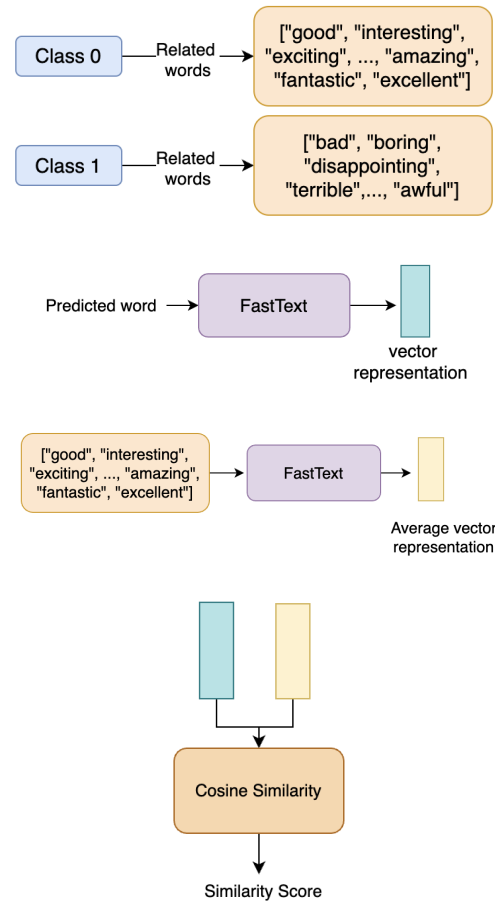 Class 0
Related
words
["good", "interesting",
"exciting", ..., "amazing",
"fantastic", "excellent"]
Class 1
Related
words
["bad", "boring",
"disappointing",
"terrible",..., "awful"]
Predicted word
FastText
vector
representation
["good", "interesting",
"exciting", ..., "amazing",
"fantastic", "excellent"]
FastText
Average vector
representation
Cosine Similarity
Similarity Score